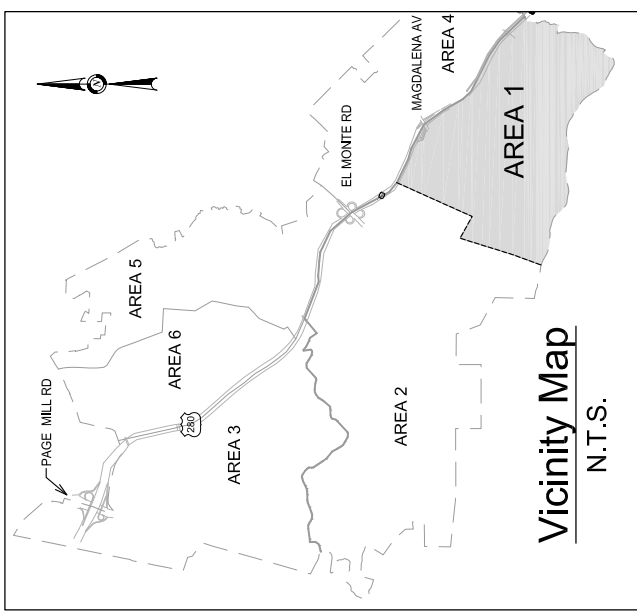 N
PAGE MILL RD
AREA 5
AREA 6
280
AREA 3
EL MONTE RD
MAGDALENA AV
AREA 4
AREA 1
AREA 2
Vicinity Map
N.T.S.